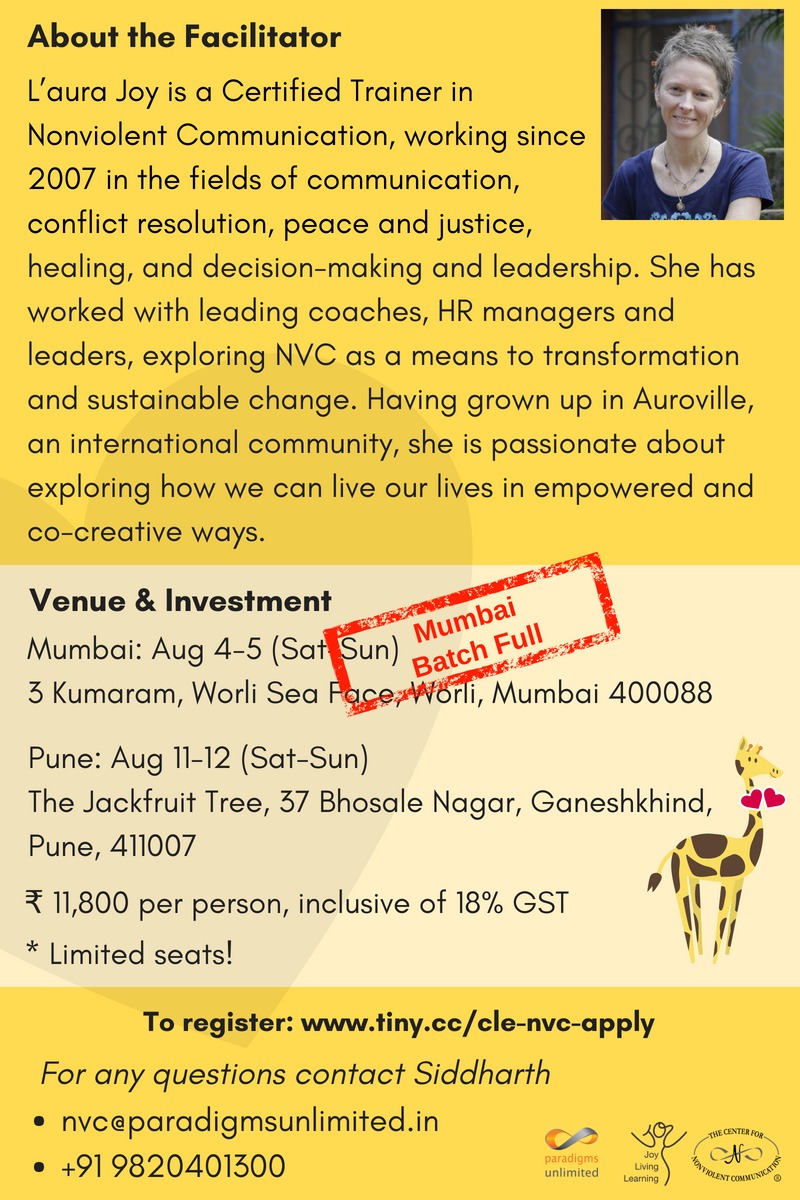 About the Facilitator
L’aura Joy is a Certified Trainer in
Nonviolent Communication, working since
2007 in the fields of communication,
conflict resolution, peace and justice,
healing, and decision-making and leadership. She has
worked with leading coaches, HR managers and
leaders, exploring NVC as a means to transformation
and sustainable change. Having grown up in Auroville,
an international community, she is passionate about
exploring how we can live our lives in empowered and
co-creative ways.
Venue & Investment
Mumbai
Batch Full
Mumbai: Aug 4-5 (Sat-Sun)
3 Kumaram, Worli Sea Face, Worli, Mumbai 400088
Pune: Aug 11-12 (Sat-Sun)
The Jackfruit Tree, 37 Bhosale Nagar, Ganeshkhind,
Pune, 411007
₹ 11,800 per person, inclusive of 18% GST
* Limited seats!
To register: www.tiny.cc/cle-nvc-apply
For any questions contact Siddharth
• nvc@paradigmsunlimited.in
• +91 9820401300
paradigms
unlimited
Joy
Living
Learning
THE CENTER FOR
NONVIOLENT COMMUNICATION
®